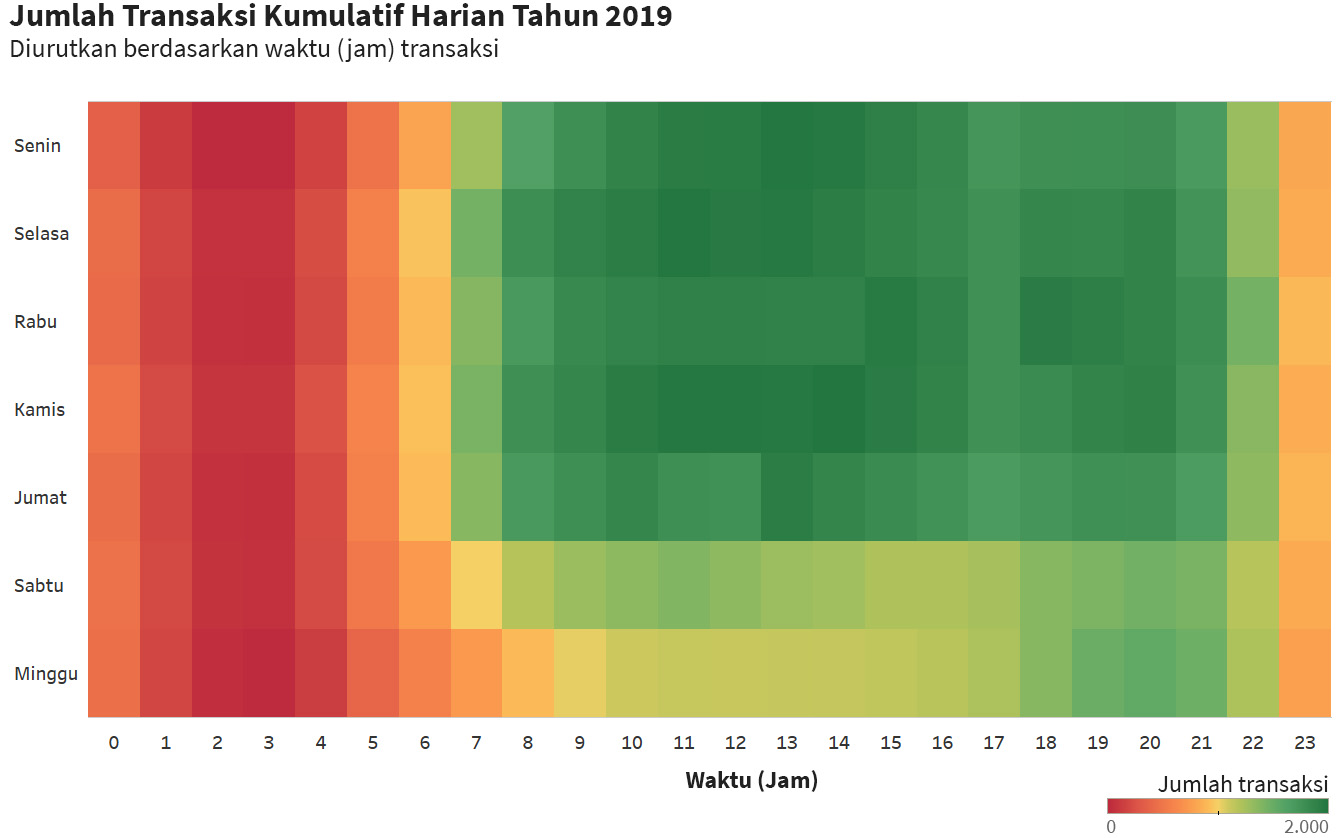 Jumlah Transaksi Kumulatif Harian Tahun 2019
Diurutkan berdasarkan waktu (jam) transaksi
Senin
Selasa
Rabu
Kamis
Jumat
Sabtu
Minggu
0 1 2 3 4 5 6 7 8 9 10 11 12 13 14 15 16 17 18 19 20 21 22 23
Waktu (Jam)
Jumlah transaksi
0 2.000